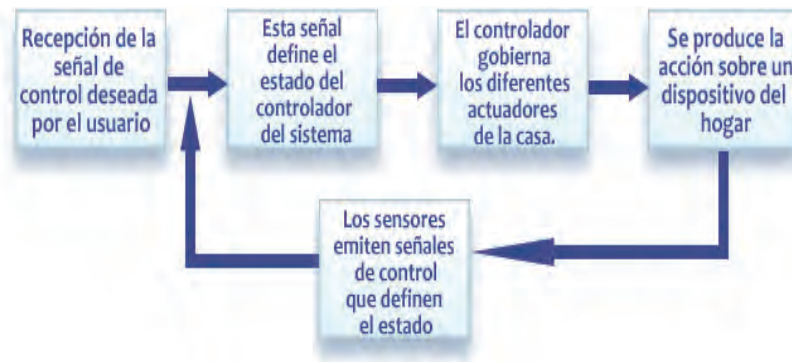 Recepción de la
señal de
control deseada
por el usuario
Esta señal
define el
estado del
controlador
del sistema
El controlador
gobierna
los diferentes
actuadores
de la casa.
Se produce la
acción sobre un
dispositivo del
hogar
Los sensores
emiten señales
de control
que definen
el estado